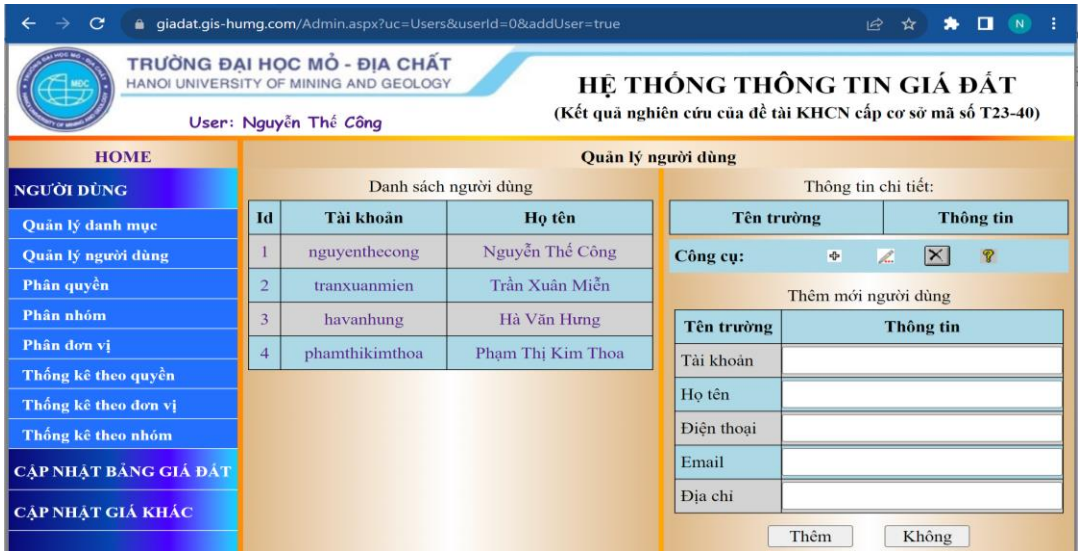 giadat.gis-humg.com/Admin.aspx?uc=Users&userId=0&addUser=true
N
TRƯỜNG ĐẠI HỌC MỎ - ĐỊA CHẤT
HANOI UNIVERSITY OF MINING AND GEOLOGY
User: Nguyễn Thế Công
HỆ THỐNG THÔNG TIN GIÁ ĐẤT
(Kết quả nghiên cứu của đề tài KHCN cấp cơ sở mã số T23-40)
MDC
HOME
NGƯỜI DÙNG
Quản lý danh mục
Quản lý người dùng
Phân quyền
Phân nhóm
Phân đơn vị
Thống kê theo quyền
Thống kê theo đơn vị
Thống kê theo nhóm
CẬP NHẬT BẢNG GIÁ ĐẤT
CẬP NHẬT GIÁ KHÁC
Quản lý người dùng
Danh sách người dùng
Id Tài khoản Họ tên
1 nguyenthecong Nguyễn Thế Công
2 tranxuanmien Trần Xuân Miễn
3 havanhung Hà Văn Hưng
4 phamthikimthoa Phạm Thị Kim Thoa
Thông tin chi tiết:
Tên trường Thông tin
Công cụ:
Thêm mới người dùng
Tên trường Thông tin
Tài khoản
Họ tên
Điện thoại
Email
Địa chỉ
Thêm Không